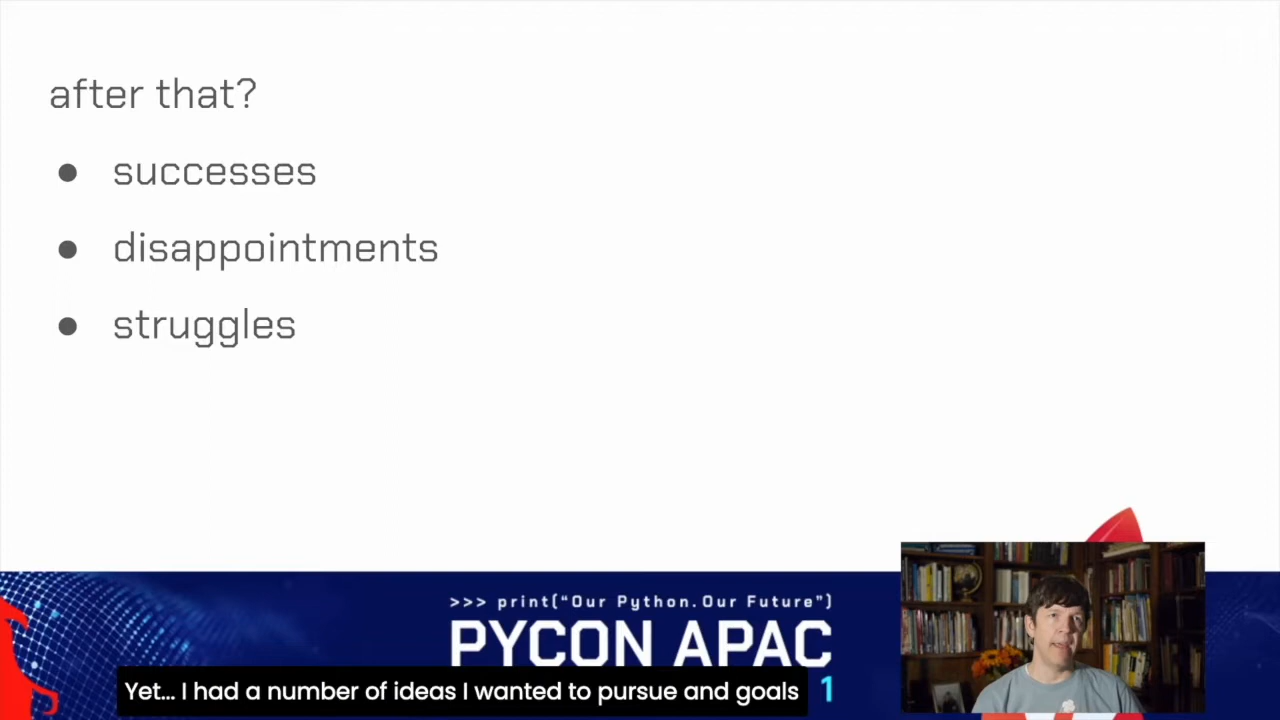 after that?
● successes
● disappointments
● struggles
>>> print(“Our Python.Our Future”)
PYCON APAC
1
Yet... I had a number of ideas I wanted to pursue and goals